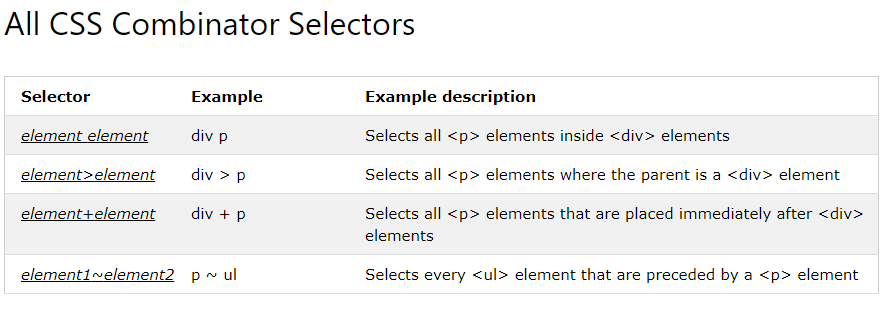 All CSS Combinator Selectors
Selector Example Example description
element element div p Selects all <p> elements inside <div> elements
element>element div > p Selects all <p> elements where the parent is a <div> element
element+element div + p Selects all <p> elements that are placed immediately after <div>
elements
element1~element2 p ~ ul Selects every <ul> element that are preceded by a <p> element